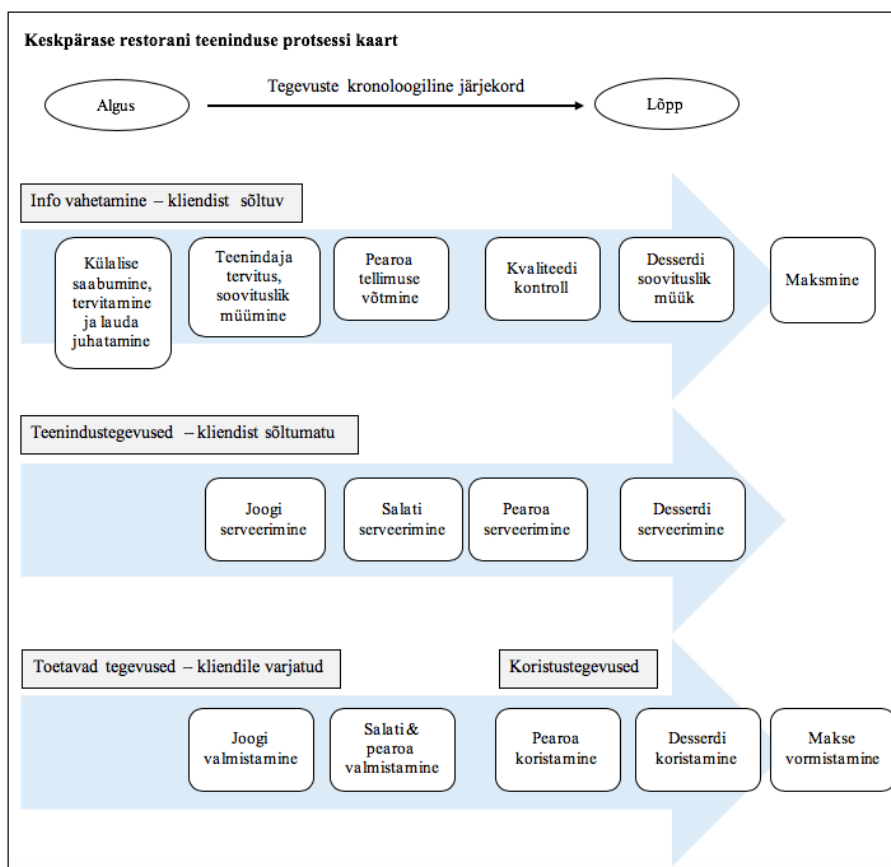 Keskpärase restorani teeninduse protsessi kaart
Tegevuste kronoloogiline järjekord
Algus
Lõpp
Info vahetamine – kliendist sõltuv
Külalise
saabumine,
tervitamine
ja lauda
juhatamine
Teenindaja
tervitus,
soovituslik
müümine
Pearoa
tellimuse
võtmine
Kvaliteedi
kontroll
Desserdi
soovituslik
müük
Maksmine
Teenindustegevused – kliendist sõltumatu
Joogi
serveerimine
Salati
serveerimine
Pearoa
serveerimine
Desserdi
serveerimine
Toetavad tegevused – kliendile varjatud
Koristustegevused
Joogi
valmistamine
Salati &
pearoa
valmistamine
Pearoa
koristamine
Desserdi
koristamine
Makse
vormistamine